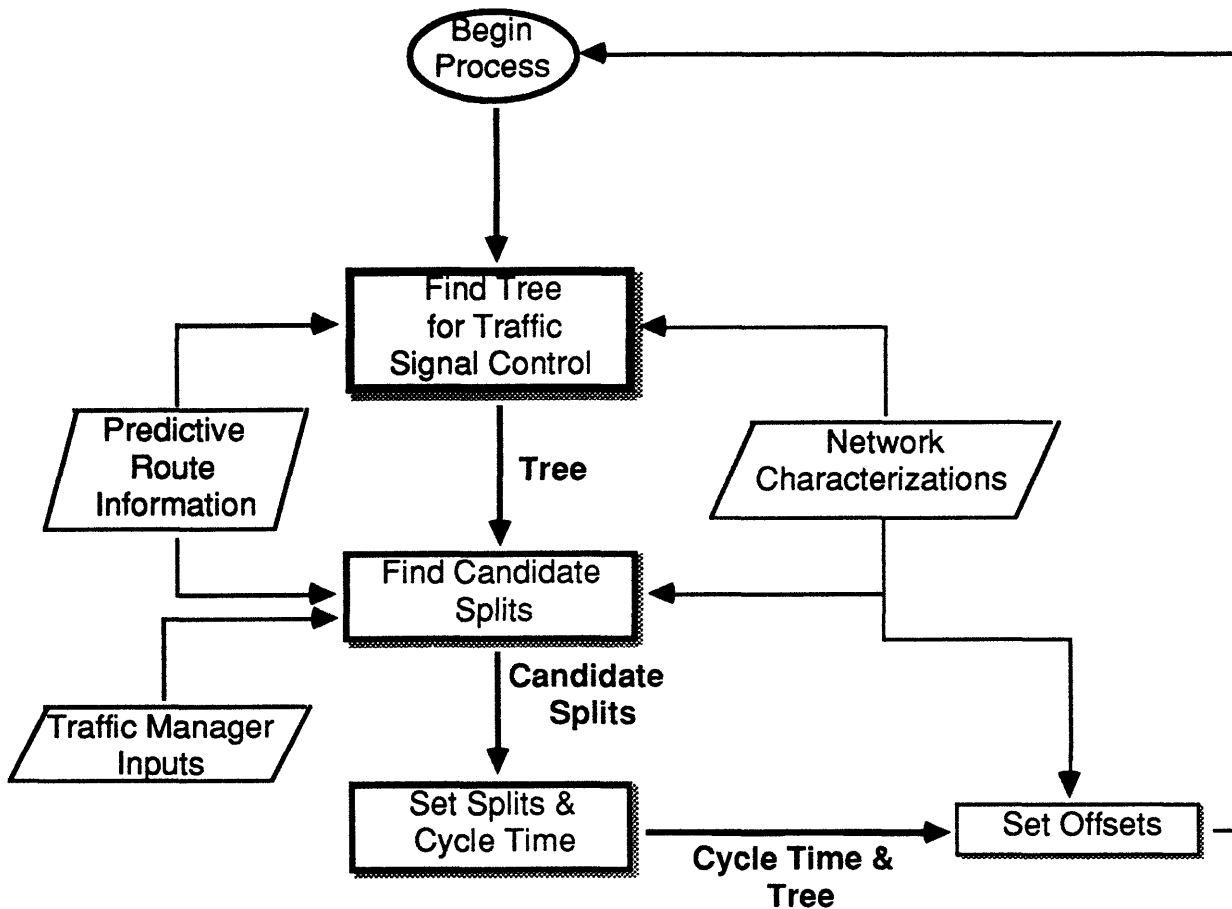 Begin
Process
Find Tree
for Traffic
Signal Control
Predictive
Route
Information
Network
Characterizations
Tree
Find Candidate
Splits
Candidate
Splits
Traffic Manager
Inputs
Set Splits &
Cycle Time
Cycle Time &
Tree
Set Offsets